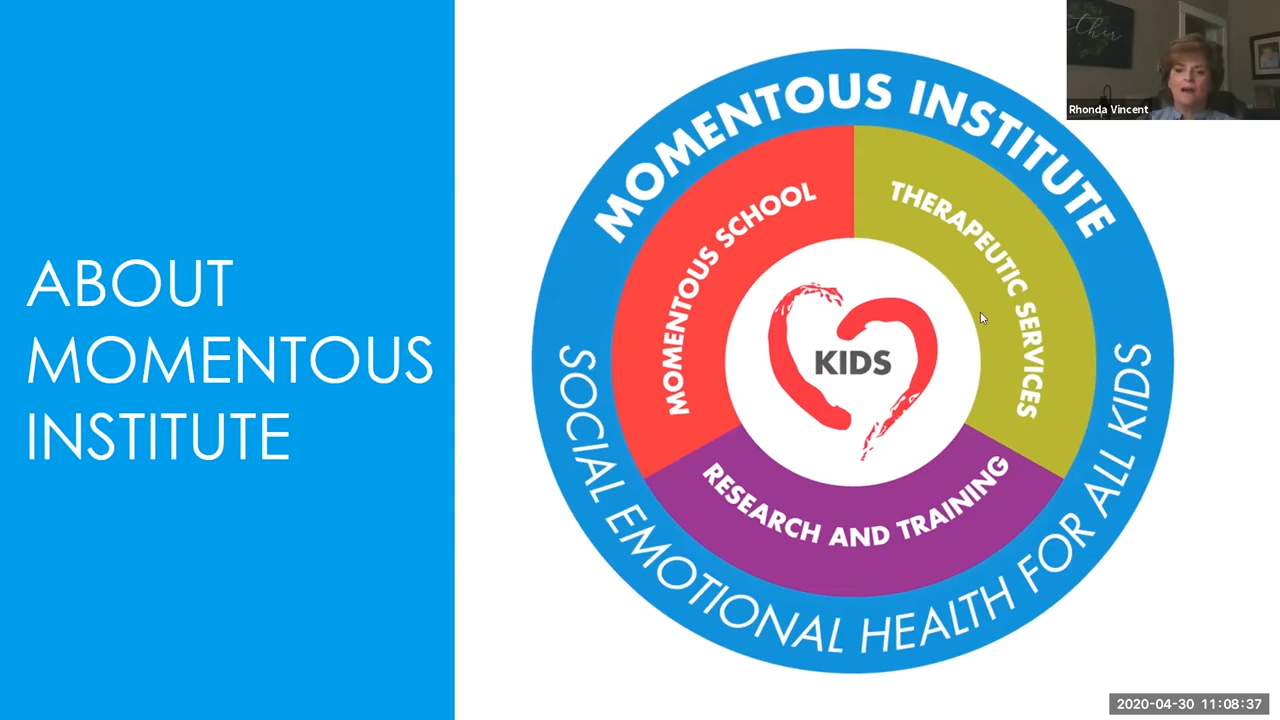 ABOUT
MOMENTOUS
INSTITUTE
MOMENTOUS INSTITUTE
MOMENTOUS SCHOOL
THERAPEUTIC SERVICES
KIDS
RESEARCH AND TRAINING
SOCIAL EMOTIONAL HEALTH FOR ALL KIDS
Rhonda Vincent
2020-04-30 11:08:37